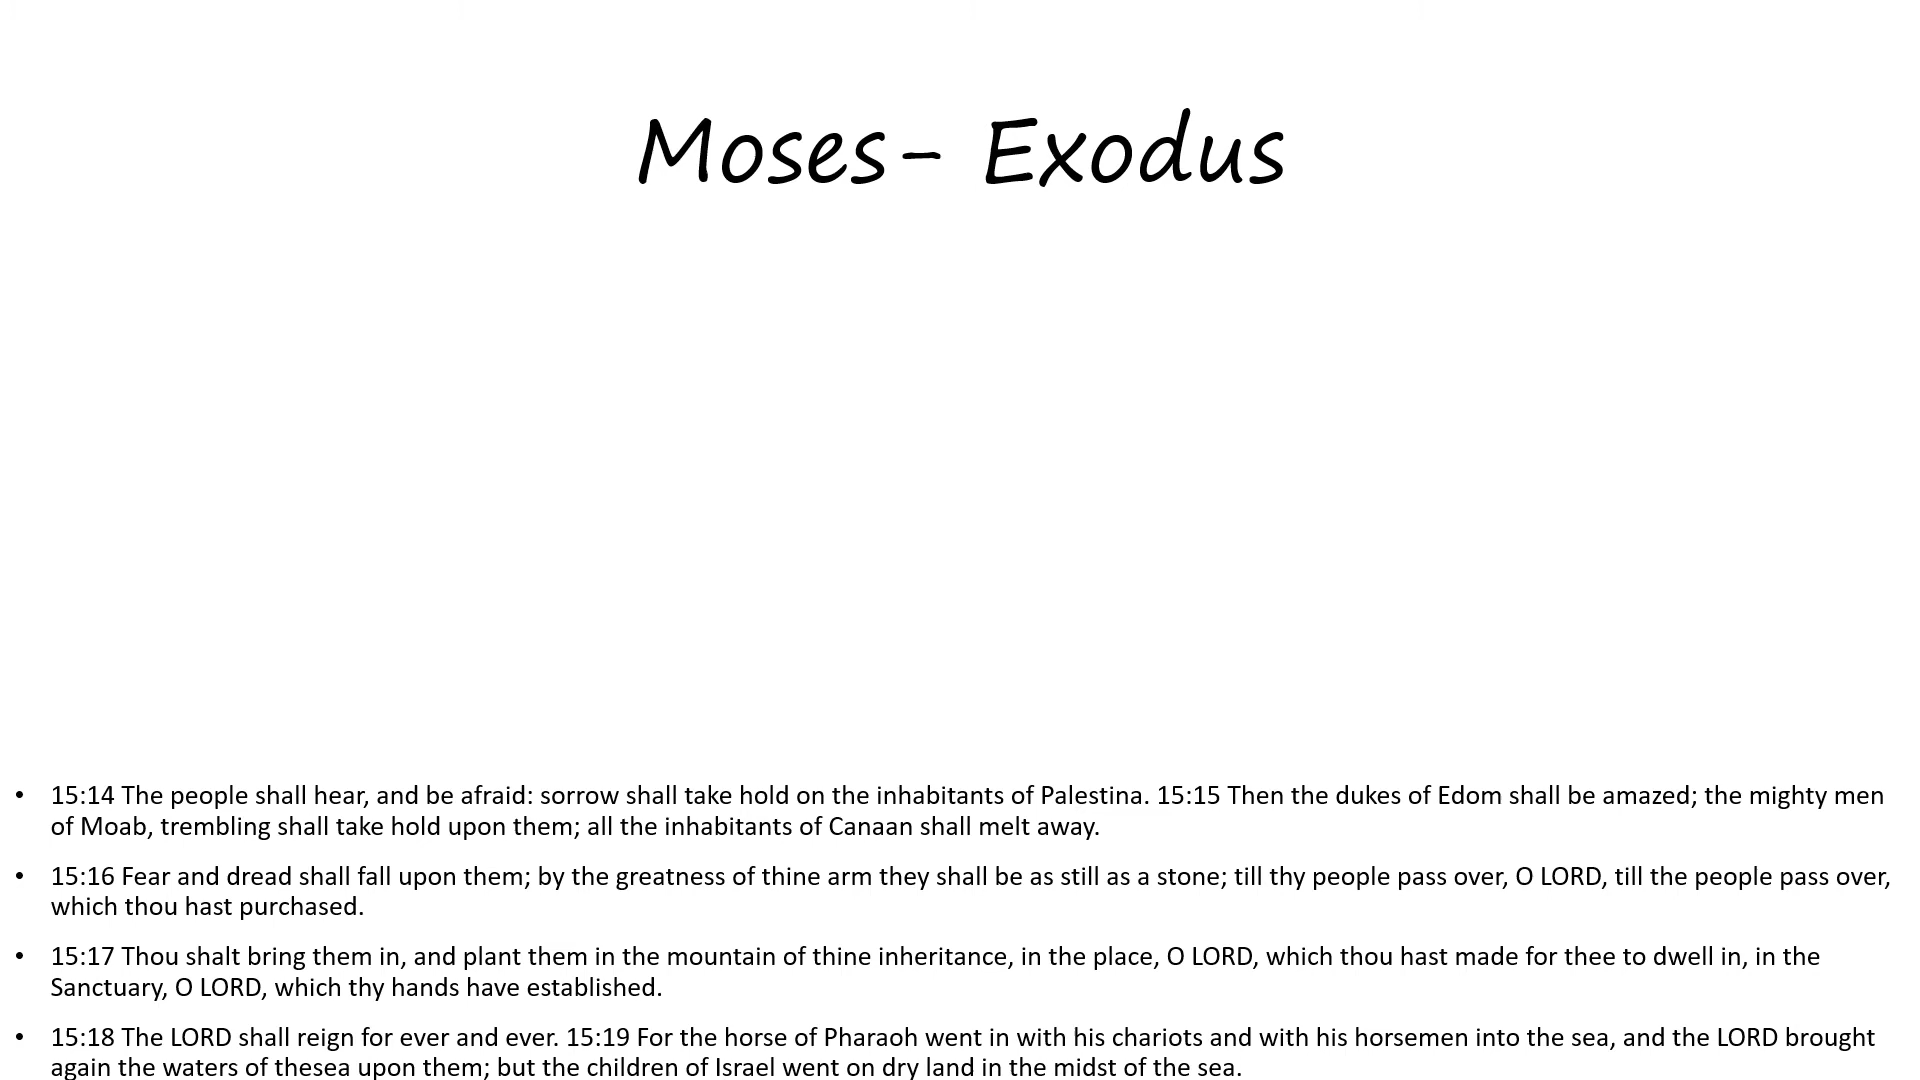 Moses- Exodus
• 15:14 The people shall hear, and be afraid: sorrow shall take hold on the inhabitants of Palestina. 15:15 Then the dukes of Edom shall be amazed; the mighty men
of Moab, trembling shall take hold upon them; all the inhabitants of Canaan shall melt away.
• 15:16 Fear and dread shall fall upon them; by the greatness of thine arm they shall be as still as a stone; till thy people pass over, O LORD, till the people pass over,
which thou hast purchased.
• 15:17 Thou shalt bring them in, and plant them in the mountain of thine inheritance, in the place, O LORD, which thou hast made for thee to dwell in, in the
Sanctuary, O LORD, which thy hands have established.
• 15:18 The LORD shall reign for ever and ever. 15:19 For the horse of Pharaoh went in with his chariots and with his horsemen into the sea, and the LORD brought
again the waters of thesea upon them; but the children of Israel went on dry land in the midst of the sea.